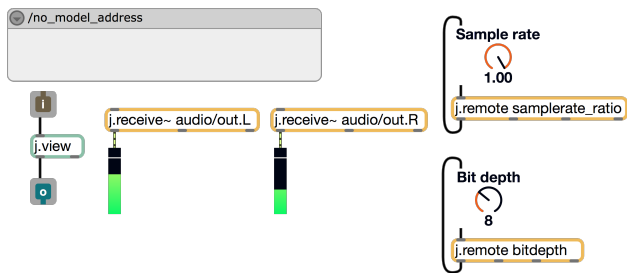 /no_model_address
Sample rate
1.00
j.remote samplerate_ratio
i
j.receive~ audio/out.L
j.receive~ audio/out.R
j.view
o
Bit depth
8
j.remote bitdepth